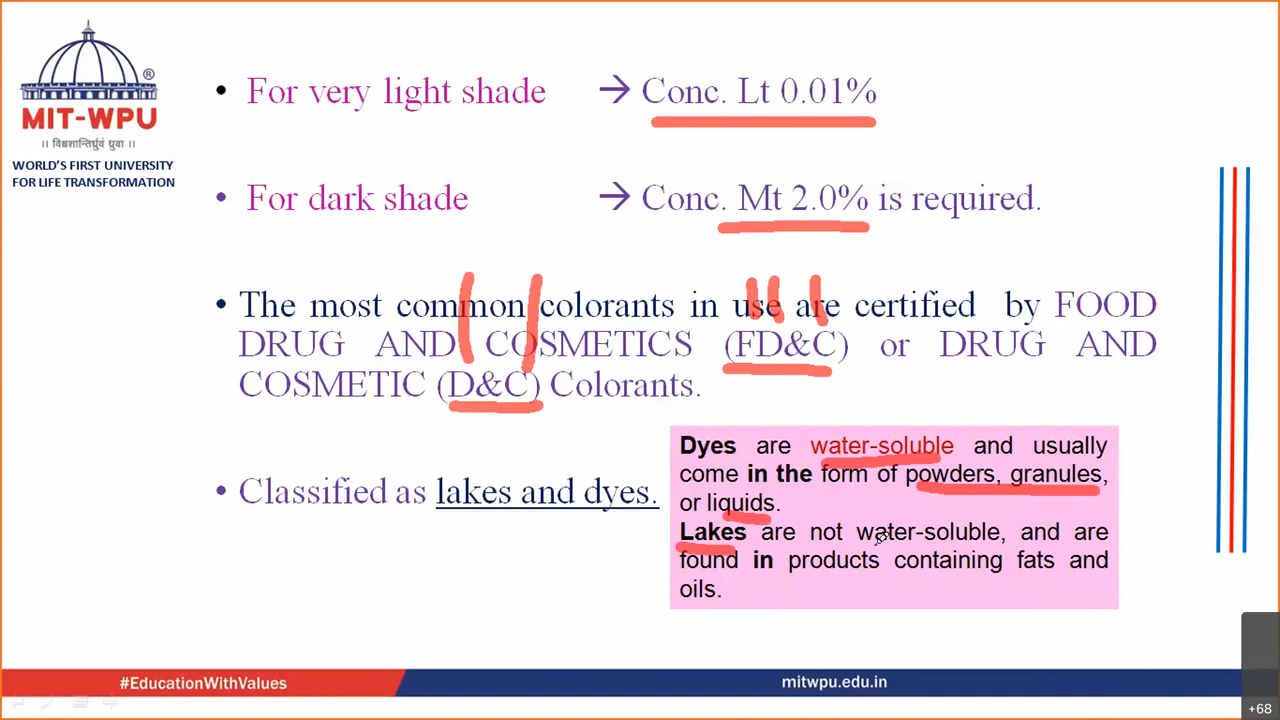 ®
MIT-WPU
|| विश्वशान्तिर्ध्रुवं ध्रुवा ||
WORLD'S FIRST UNIVERSITY
FOR LIFE TRANSFORMATION
• For very light shade → Conc. Lt 0.01%
• For dark shade → Conc. Mt 2.0% is required.
• The most common colorants in use are certified by FOOD
DRUG AND COSMETICS (FD&C) or DRUG AND
COSMETIC (D&C) Colorants.
• Classified as lakes and dyes.
Dyes are water-soluble and usually
come in the form of powders, granules,
or liquids.
Lakes are not water-soluble, and are
found in products containing fats and
oils.
#EducationWithValues
mitwpu.edu.in
+68